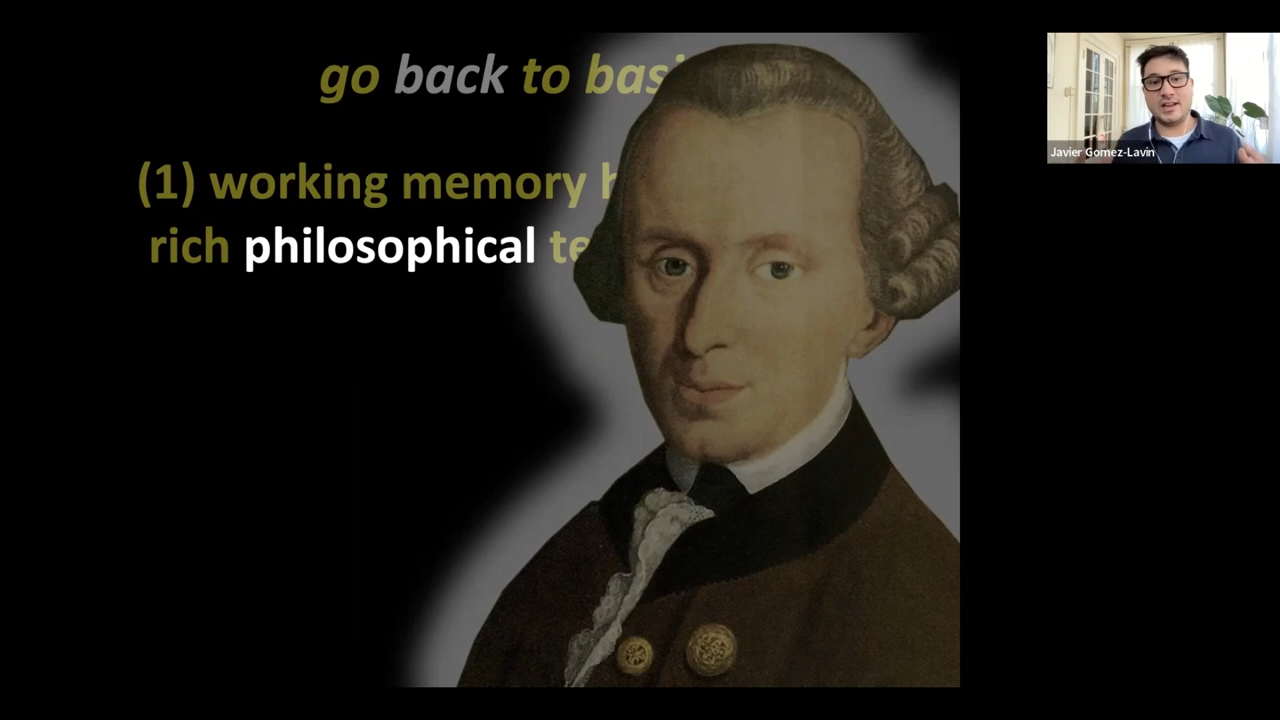 go back to basi
(1) working memory h
rich philosophical te
Javier Gomez-Lavin